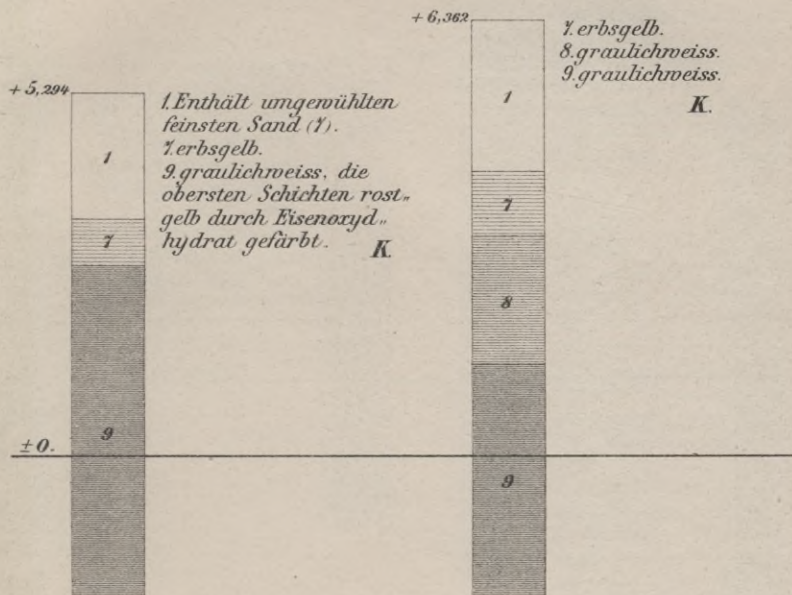 + 5,294
1
7
9
1. Enthält umgewühlten
feinsten Sand (7).
7. erbsgelb.
9. graulichweiss, die
obersten Schichten rost„
gelb durch Eisenoxyd„
hydrat gefärbt.
K.
± 0.
+ 6,362
1
7
8
9
7. erbsgelb.
8. graulichweiss.
9. graulichweiss.
K.